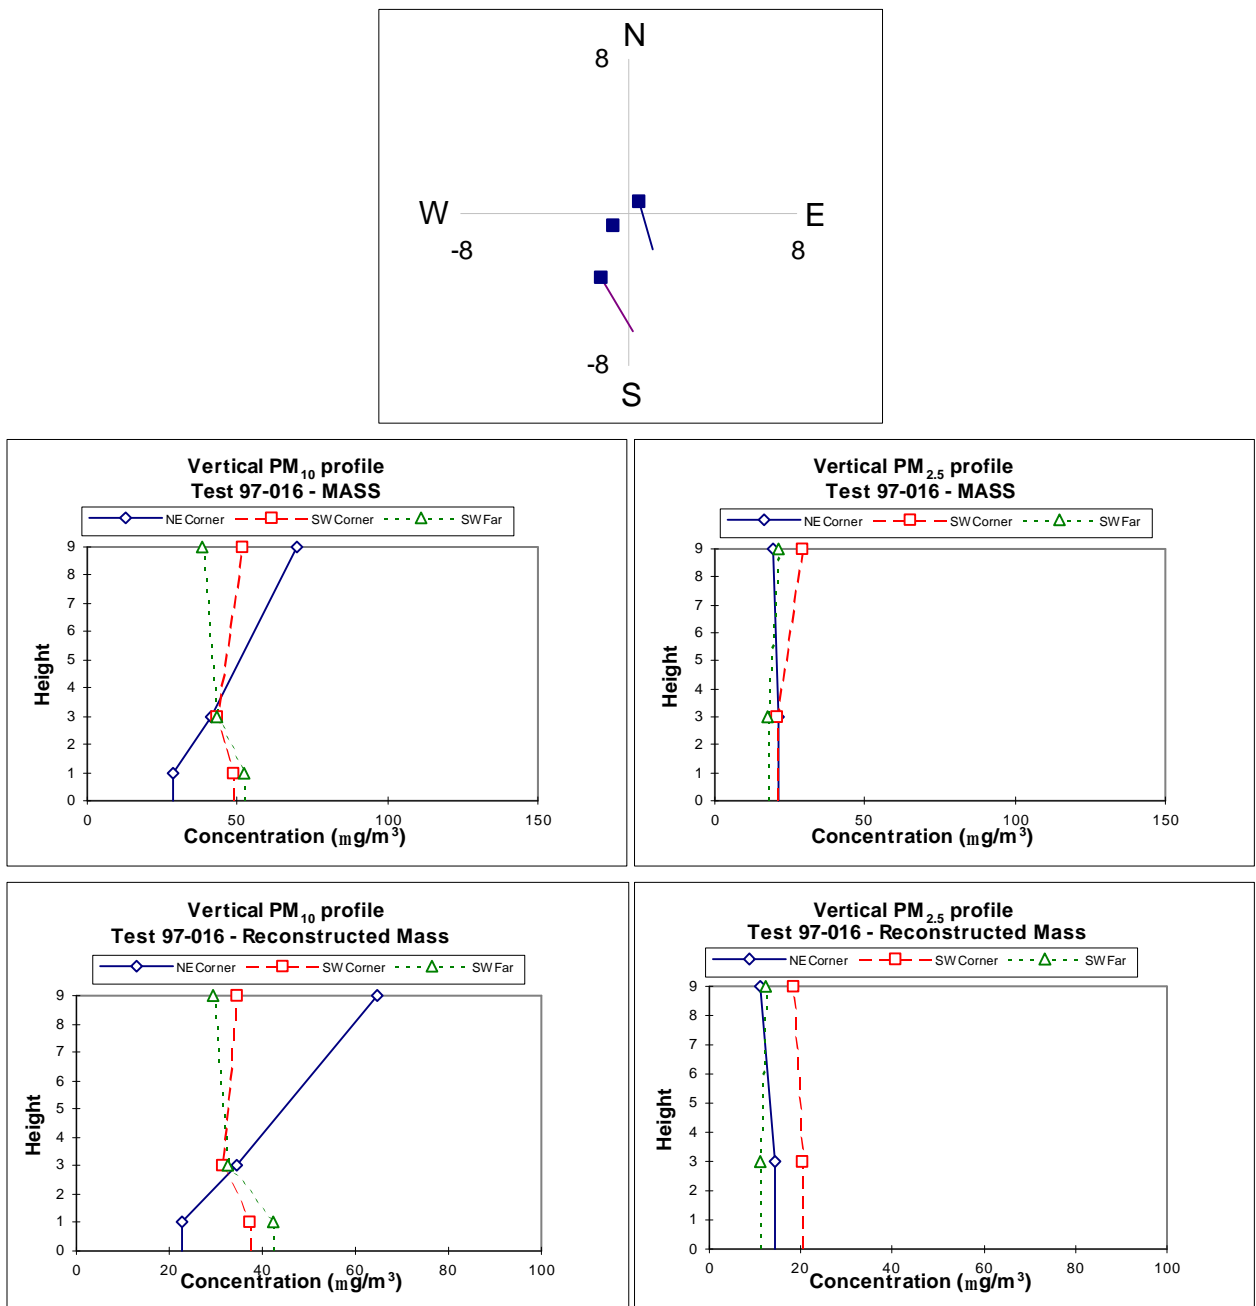 N
8
W
E
-8
8
-8
S
Vertical PM10 profile
Test 97-016 - MASS
NE Corner SW Corner SW Far
9
8
7
6
5
4
3
2
1
0
Height
0 50 100 150
Concentration (mg/m³)
Vertical PM2.5 profile
Test 97-016 - MASS
NE Corner SW Corner SW Far
9
8
7
6
5
4
3
2
1
0
Height
0 50 100 150
Concentration (mg/m³)
Vertical PM10 profile
Test 97-016 - Reconstructed Mass
NE Corner SW Corner SW Far
9
8
7
6
5
4
3
2
1
0
Height
0 20 40 60 80 100
Concentration (mg/m³)
Vertical PM2.5 profile
Test 97-016 - Reconstructed Mass
NE Corner SW Corner SW Far
9
8
7
6
5
4
3
2
1
0
Height
0 20 40 60 80 100
Concentration (mg/m³)